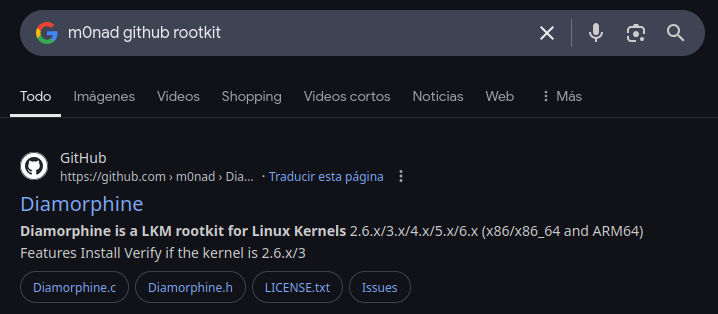 m0nad github rootkit
Todo Imágenes Videos Shopping Videos cortos Noticias Web Más
GitHub
https://github.com › m0nad › Dia... · Traducir esta página
Diamorphine
Diamorphine is a LKM rootkit for Linux Kernels 2.6.x/3.x/4.x/5.x/6.x (x86/x86_64 and ARM64)
Features Install Verify if the kernel is 2.6.x/3
Diamorphine.c Diamorphine.h LICENSE.txt Issues